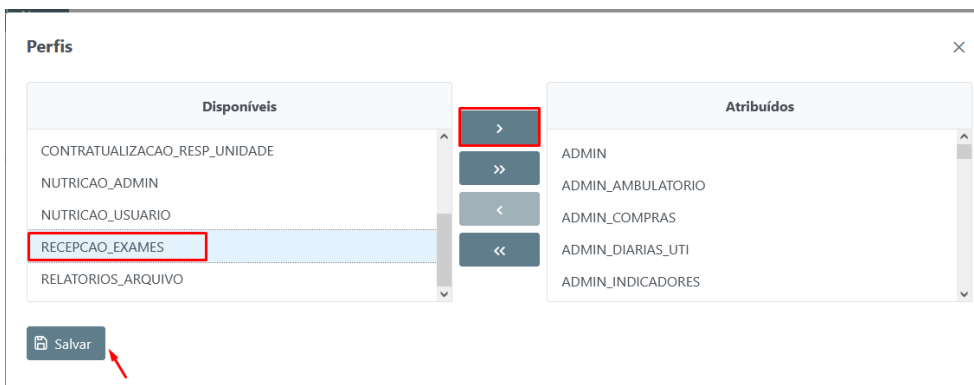 Perfis
Disponíveis
CONTRATUALIZACAO_RESP_UNIDADE
NUTRICAO_ADMIN
NUTRICAO_USUARIO
RECEPCAO_EXAMES
RELATORIOS_ARQUIVO
Atribuídos
ADMIN
ADMIN_AMBULATORIO
ADMIN_COMPRAS
ADMIN_DIARIAS_UTI
ADMIN_INDICADORES
Salvar